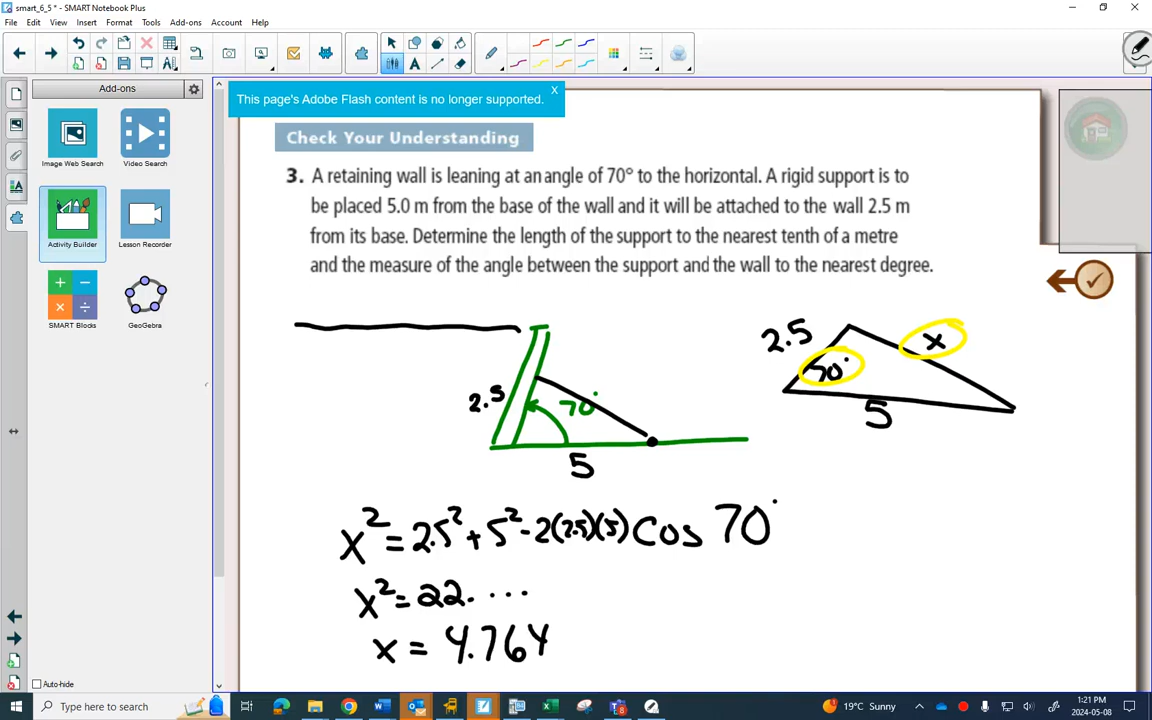 smart_6_5 * - SMART Notebook Plus
File Edit View Insert Format Tools Add-ons Account Help
Add-ons
Image Web Search
Video Search
Activity Builder
Lesson Recorder
SMART Blocks
GeoGebra
Auto-hide
This page's Adobe Flash content is no longer supported. X
Check Your Understanding
3. A retaining wall is leaning at an angle of 70° to the horizontal. A rigid support is to
be placed 5.0 m from the base of the wall and it will be attached to the wall 2.5 m
from its base. Determine the length of the support to the nearest tenth of a metre
and the measure of the angle between the support and the wall to the nearest degree.
2.5
70°
5
2.5
x
70°
5
x² = 2.5² + 5² - 2(2.5)(5) cos 70°
x² = 22. ...
x = 4.764
Type here to search
19°C Sunny
1:21 PM
2024-05-08